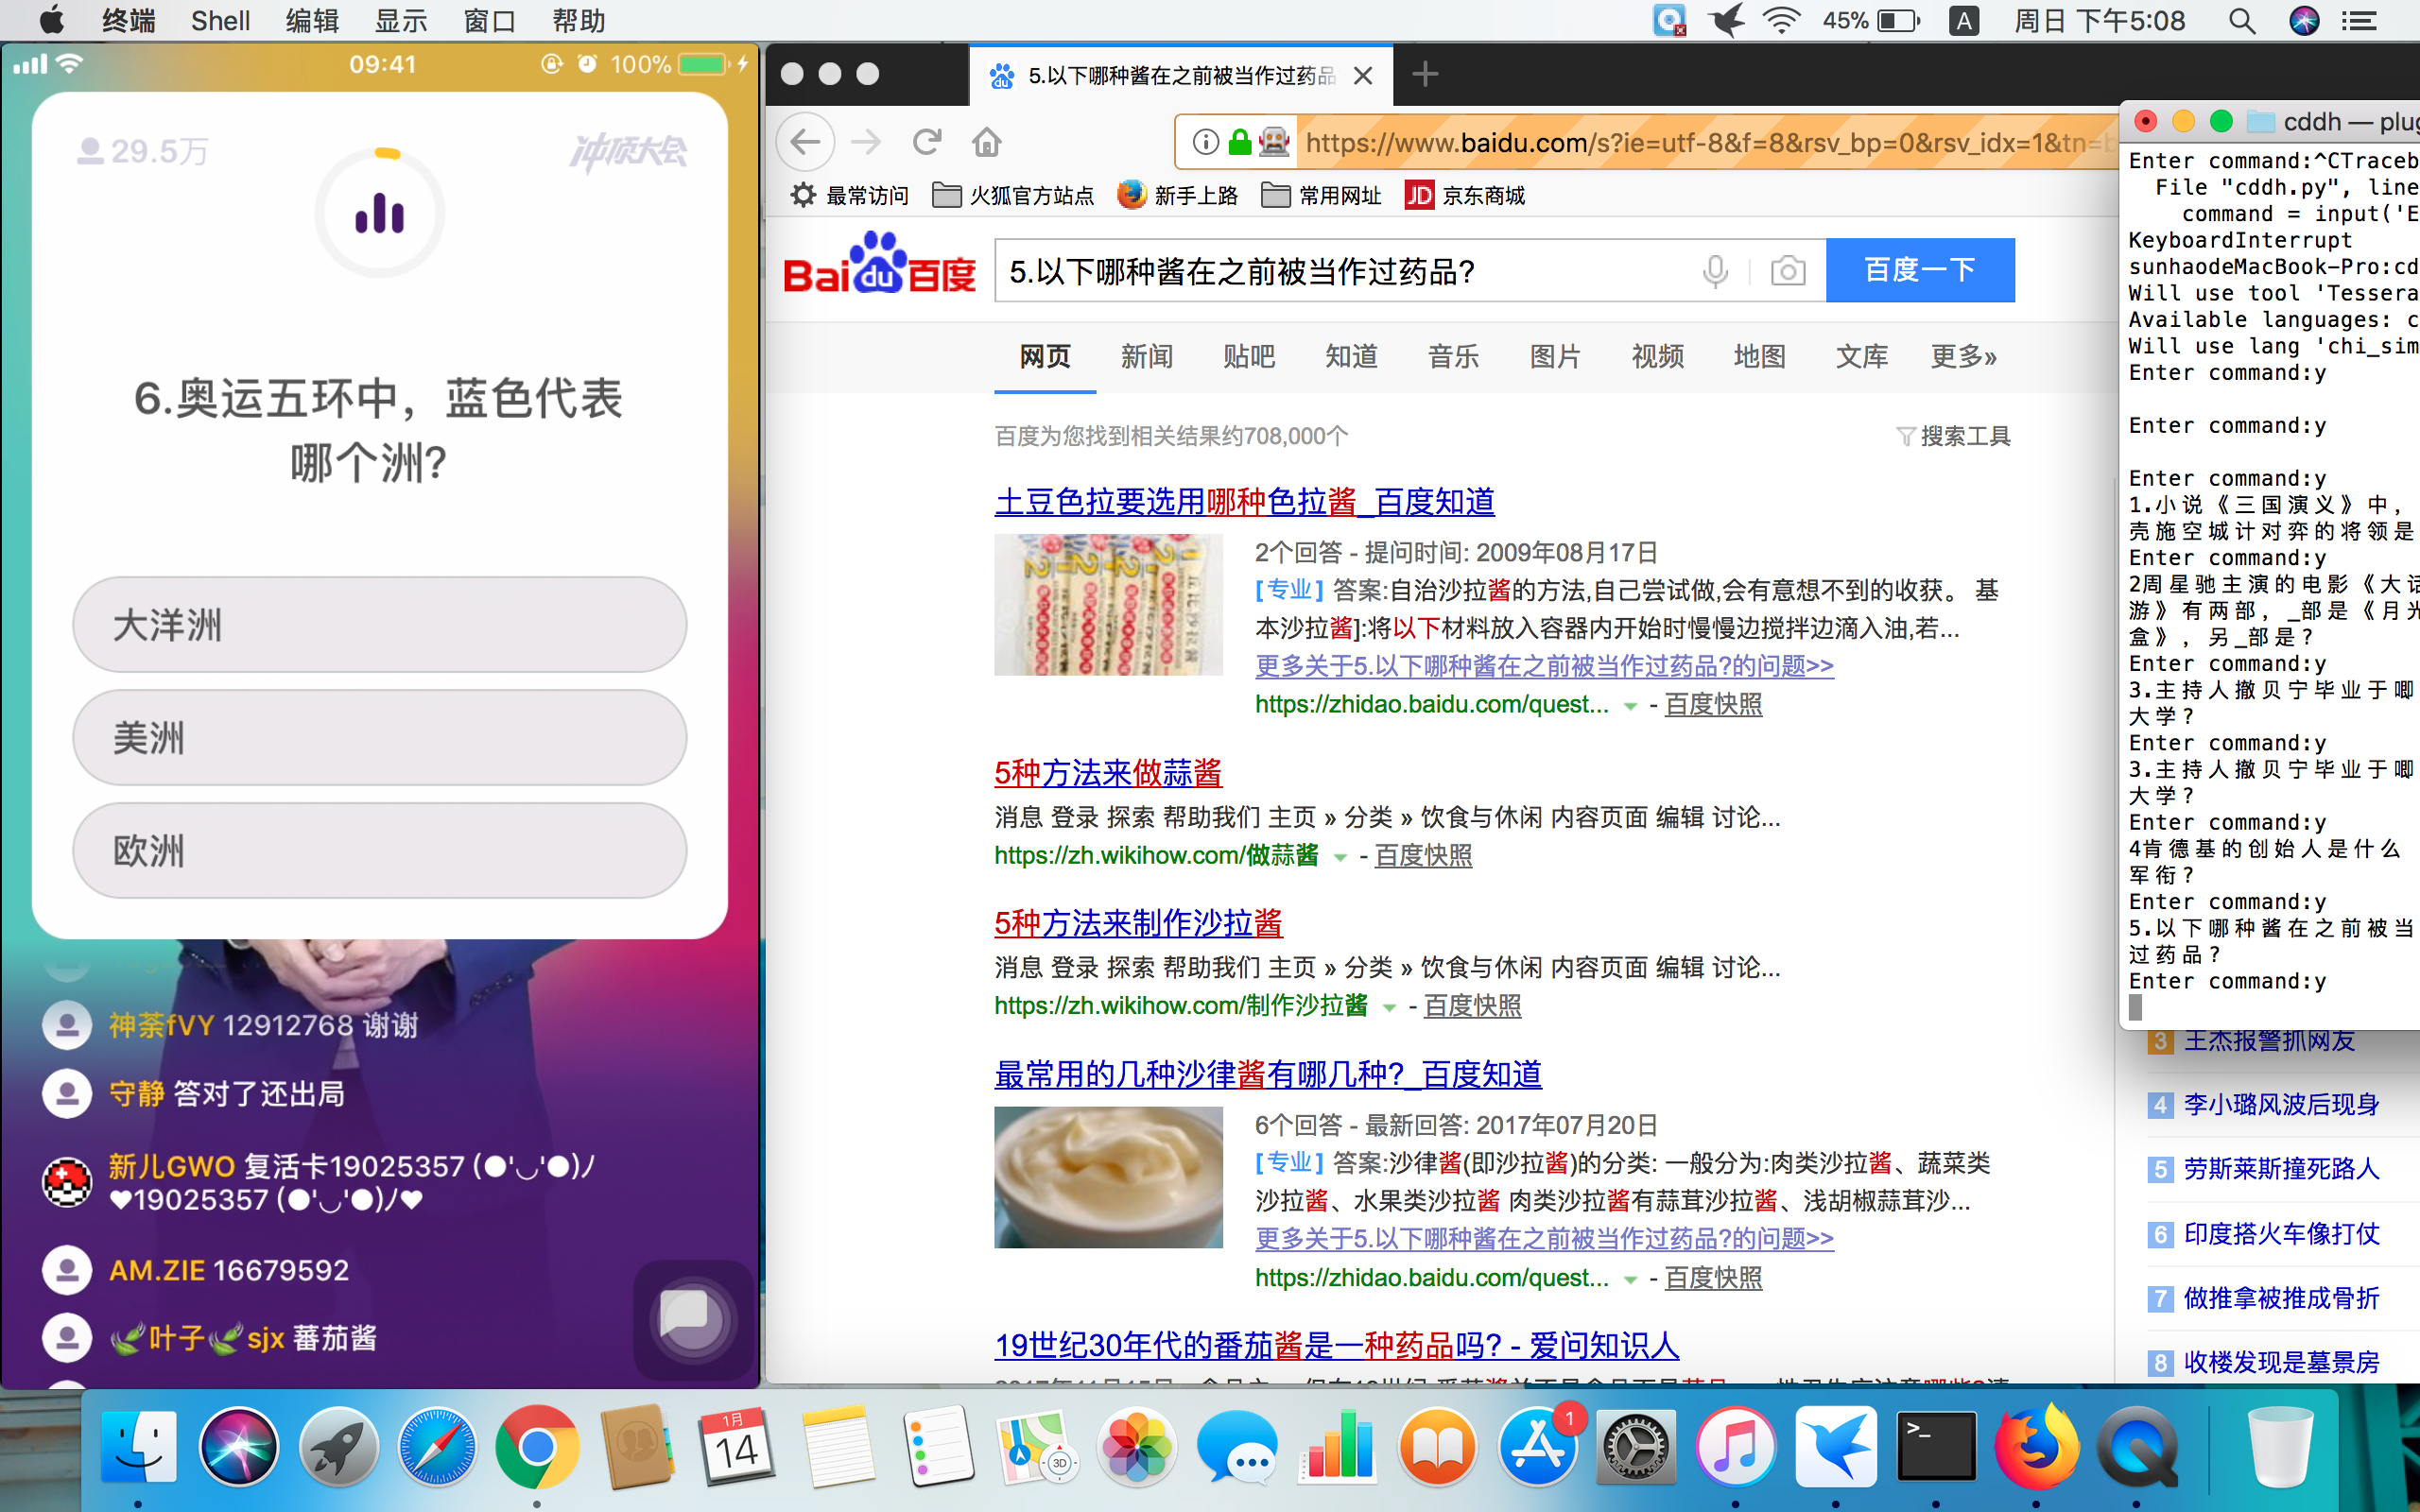 终端 Shell 编辑 显示 窗口 帮助
45% A 周日 下午5:08
09:41 100%
29.5万 冲顶大会
6.奥运五环中，蓝色代表
哪个洲?
大洋洲
美洲
欧洲
神荼fVY 12912768 谢谢
守静 答对了还出局
新儿GWO 复活卡19025357 (●'◡'●)ﾉ
♥19025357 (●'◡'●)ﾉ♥
AM.ZIE 16679592
叶子 sjx 蕃茄酱
5.以下哪种酱在之前被当作过药品
https://www.baidu.com/s?ie=utf-8&f=8&rsv_bp=0&rsv_idx=1&tn=b
最常访问 火狐官方站点 新手上路 常用网址 JD 京东商城
Bai du 百度 5.以下哪种酱在之前被当作过药品? 百度一下
网页 新闻 贴吧 知道 音乐 图片 视频 地图 文库 更多»
百度为您找到相关结果约708,000个 搜索工具
土豆色拉要选用哪种色拉酱_百度知道
2个回答 - 提问时间: 2009年08月17日
[专业] 答案:自治沙拉酱的方法,自己尝试做,会有意想不到的收获。 基
本沙拉酱]:将以下材料放入容器内开始时慢慢边搅拌边滴入油,若...
更多关于5.以下哪种酱在之前被当作过药品?的问题>>
https://zhidao.baidu.com/quest... - 百度快照
5种方法来做蒜酱
消息 登录 探索 帮助我们 主页 » 分类 » 饮食与休闲 内容页面 编辑 讨论...
https://zh.wikihow.com/做蒜酱 - 百度快照
5种方法来制作沙拉酱
消息 登录 探索 帮助我们 主页 » 分类 » 饮食与休闲 内容页面 编辑 讨论...
https://zh.wikihow.com/制作沙拉酱 - 百度快照
最常用的几种沙律酱有哪几种?_百度知道
6个回答 - 最新回答: 2017年07月20日
[专业] 答案:沙律酱(即沙拉酱)的分类: 一般分为:肉类沙拉酱、蔬菜类
沙拉酱、水果类沙拉酱 肉类沙拉酱有蒜茸沙拉酱、浅胡椒蒜茸沙...
更多关于5.以下哪种酱在之前被当作过药品?的问题>>
https://zhidao.baidu.com/quest... - 百度快照
19世纪30年代的番茄酱是一种药品吗? - 爱问知识人
cddh — plug
Enter command:^CTraceb
File "cddh.py", line
command = input('E
KeyboardInterrupt
sunhaodeMacBook-Pro:cd
Will use tool 'Tessera
Available languages: c
Will use lang 'chi_sim
Enter command:y
Enter command:y
Enter command:y
1.小说《三国演义》中，
壳施空城计对弈的将领是
Enter command:y
2周星驰主演的电影《大话
游》有两部，_部是《月光
盒》，另_部是?
Enter command:y
3.主持人撤贝宁毕业于唧
大学?
Enter command:y
3.主持人撤贝宁毕业于唧
大学?
Enter command:y
4肯德基的创始人是什么
军衔?
Enter command:y
5.以下哪种酱在之前被当
过药品?
Enter command:y
3 王杰报警抓网友
4 李小璐风波后现身
5 劳斯莱斯撞死路人
6 印度搭火车像打仗
7 做推拿被推成骨折
8 收楼发现是墓景房
1月
14
3D
1